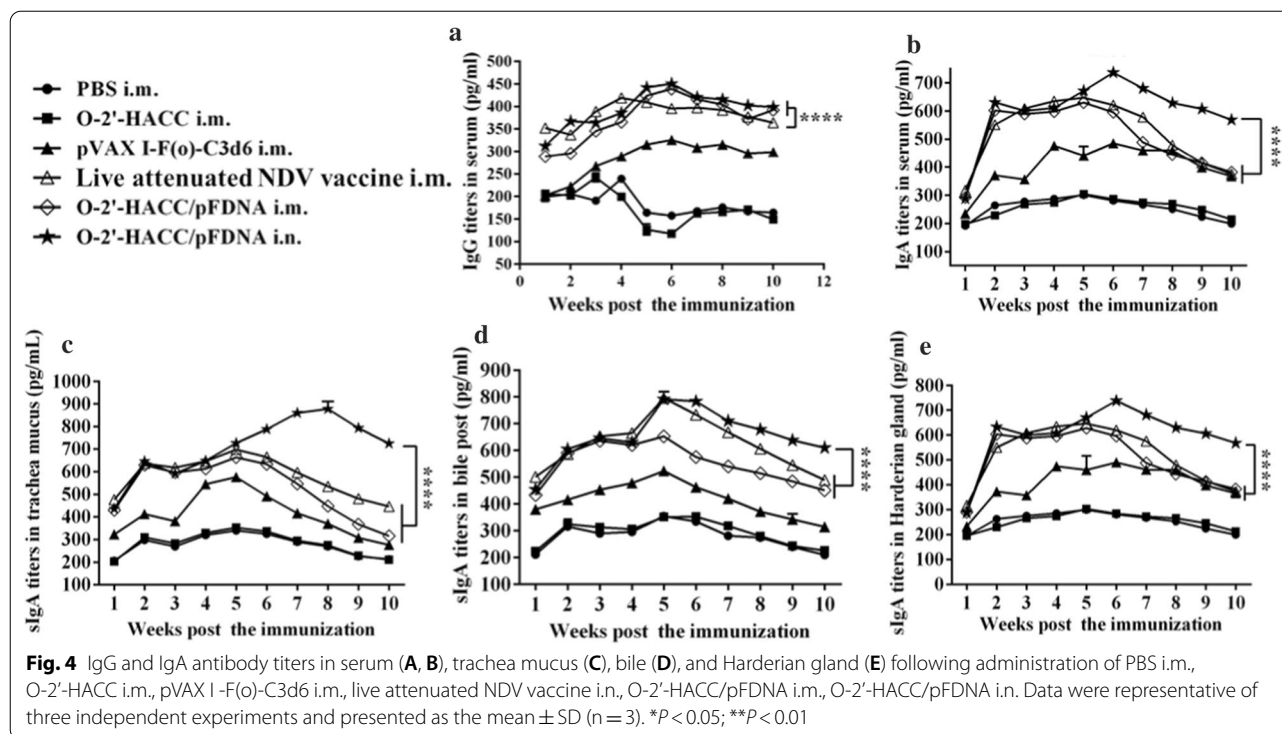 PBS i.m.
O-2'-HACC i.m.
pVAX I-F(o)-C3d6 i.m.
Live attenuated NDV vaccine i.m.
O-2'-HACC/pFDNA i.m.
O-2'-HACC/pFDNA i.n.
a
IgG titers in serum (pg/ml)
500
450
400
350
300
250
200
150
100
50
0 2 4 6 8 10 12
Weeks post the immunization
****
b
IgA titers in serum (pg/ml)
700
600
500
400
300
200
100
1 2 3 4 5 6 7 8 9 10
Weeks post the immunization
****
c
sIgA titers in trachea mucus (pg/mL)
1000
900
800
700
600
500
400
300
200
100
1 2 3 4 5 6 7 8 9 10
Weeks post the immunization
****
d
sIgA titers in bile post (pg/ml)
900
800
700
600
500
400
300
200
100
1 2 3 4 5 6 7 8 9 10
Weeks post the immunization
****
e
sIgA titers in Harderian gland (pg/ml)
800
700
600
500
400
300
200
100
0
1 2 3 4 5 6 7 8 9 10
Weeks post the immunization
****
Fig. 4 IgG and IgA antibody titers in serum (A, B), trachea mucus (C), bile (D), and Harderian gland (E) following administration of PBS i.m.,
O-2'-HACC i.m., pVAX I -F(o)-C3d6 i.m., live attenuated NDV vaccine i.n., O-2'-HACC/pFDNA i.m., O-2'-HACC/pFDNA i.n. Data were representative of
three independent experiments and presented as the mean ± SD (n = 3). *P < 0.05; **P < 0.01